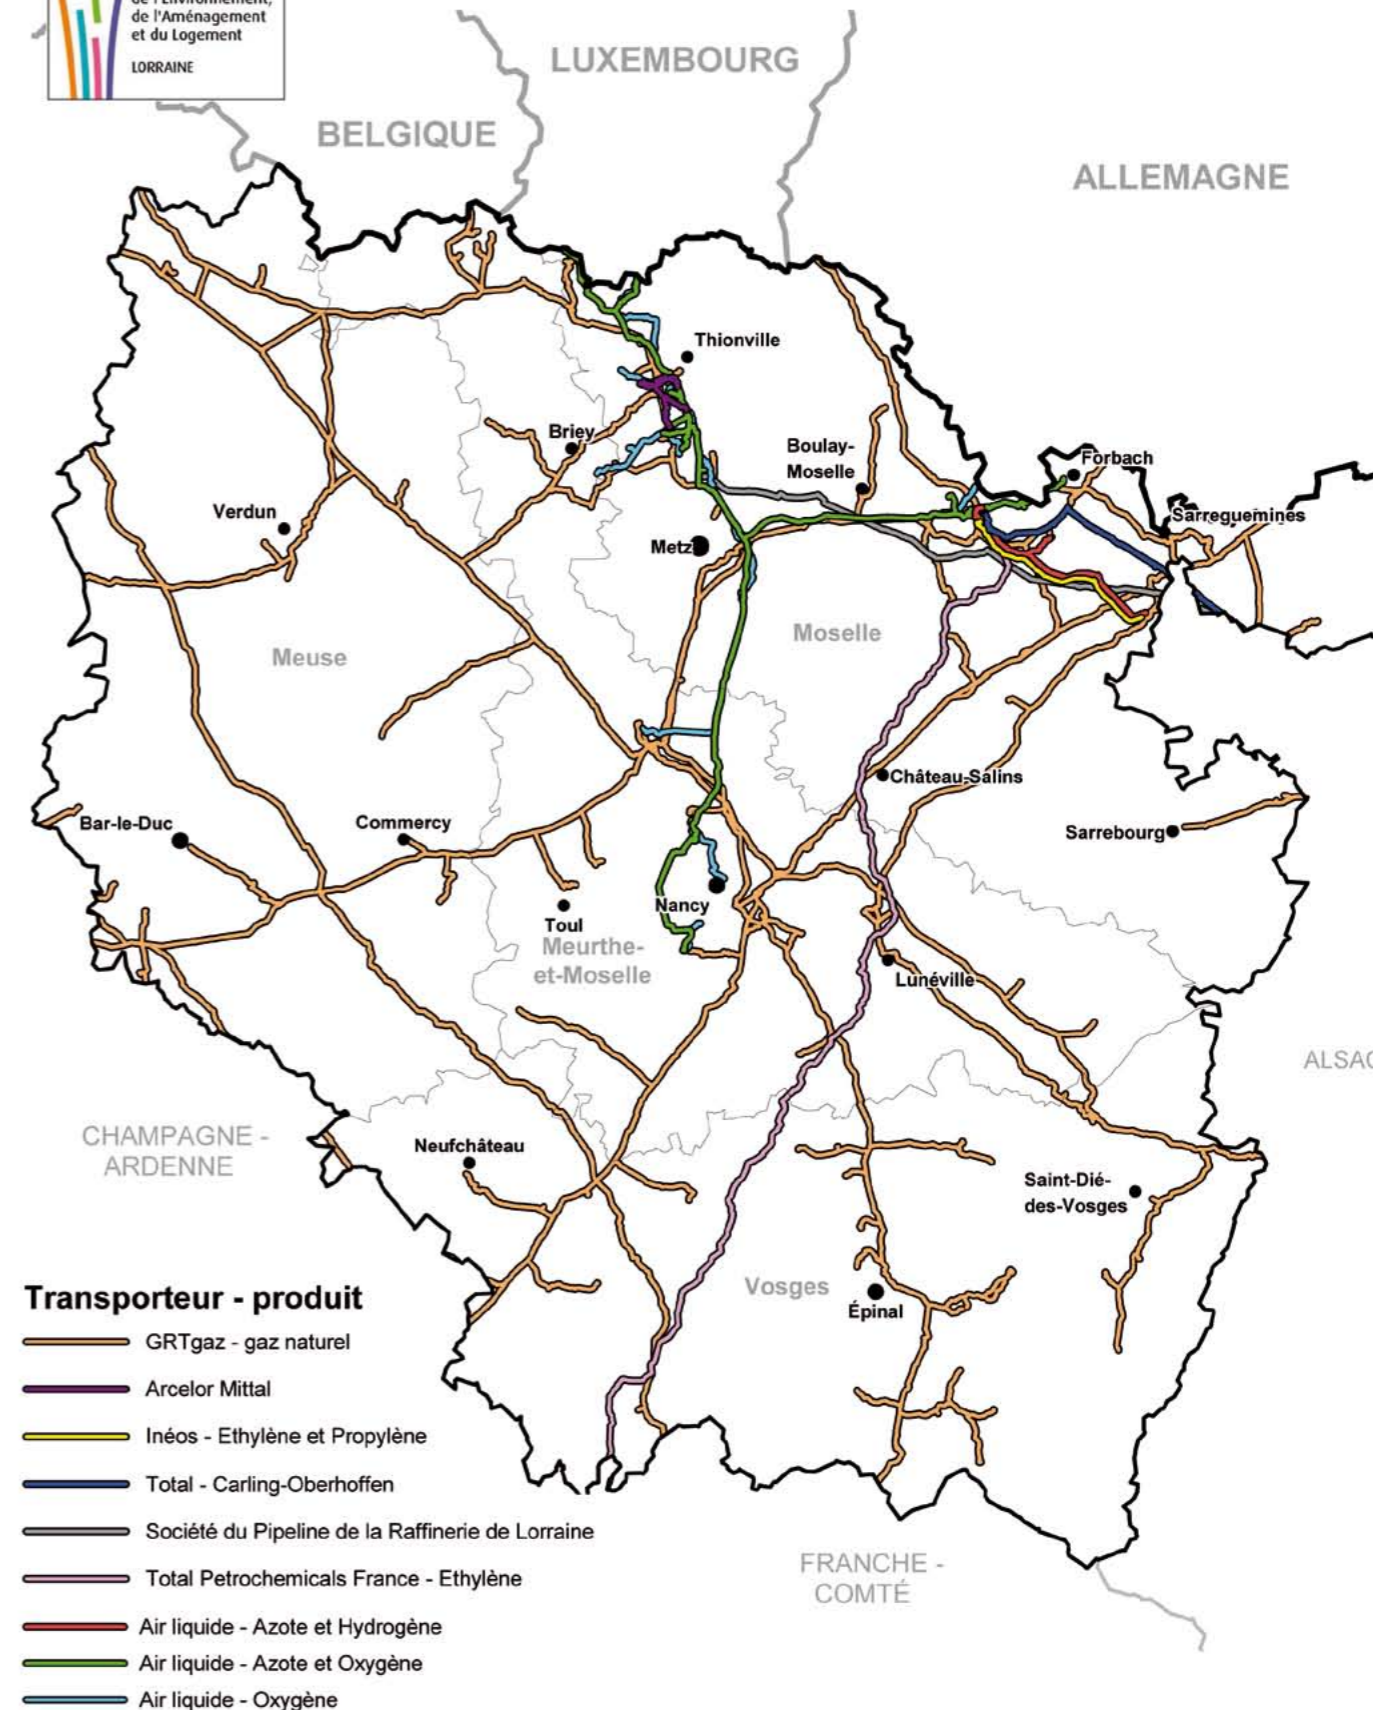 de l'Environnement,
de l'Aménagement
et du Logement
LORRAINE
LUXEMBOURG
BELGIQUE
ALLEMAGNE
Thionville
Briey
Boulay-
Moselle
Forbach
Verdun
Sarreguemines
Metz
Moselle
Meuse
Château-Salins
Bar-le-Duc
Commercy
Sarrebourg
Nancy
Toul
Meurthe-
et-Moselle
Lunéville
ALSAC
CHAMPAGNE -
ARDENNE
Neufchâteau
Saint-Dié-
des-Vosges
Vosges
Épinal
Transporteur - produit
GRTgaz - gaz naturel
Arcelor Mittal
Inéos - Ethylène et Propylène
Total - Carling-Oberhoffen
Société du Pipeline de la Raffinerie de Lorraine
Total Petrochemicals France - Ethylène
Air liquide - Azote et Hydrogène
Air liquide - Azote et Oxygène
Air liquide - Oxygène
FRANCHE -
COMTÉ